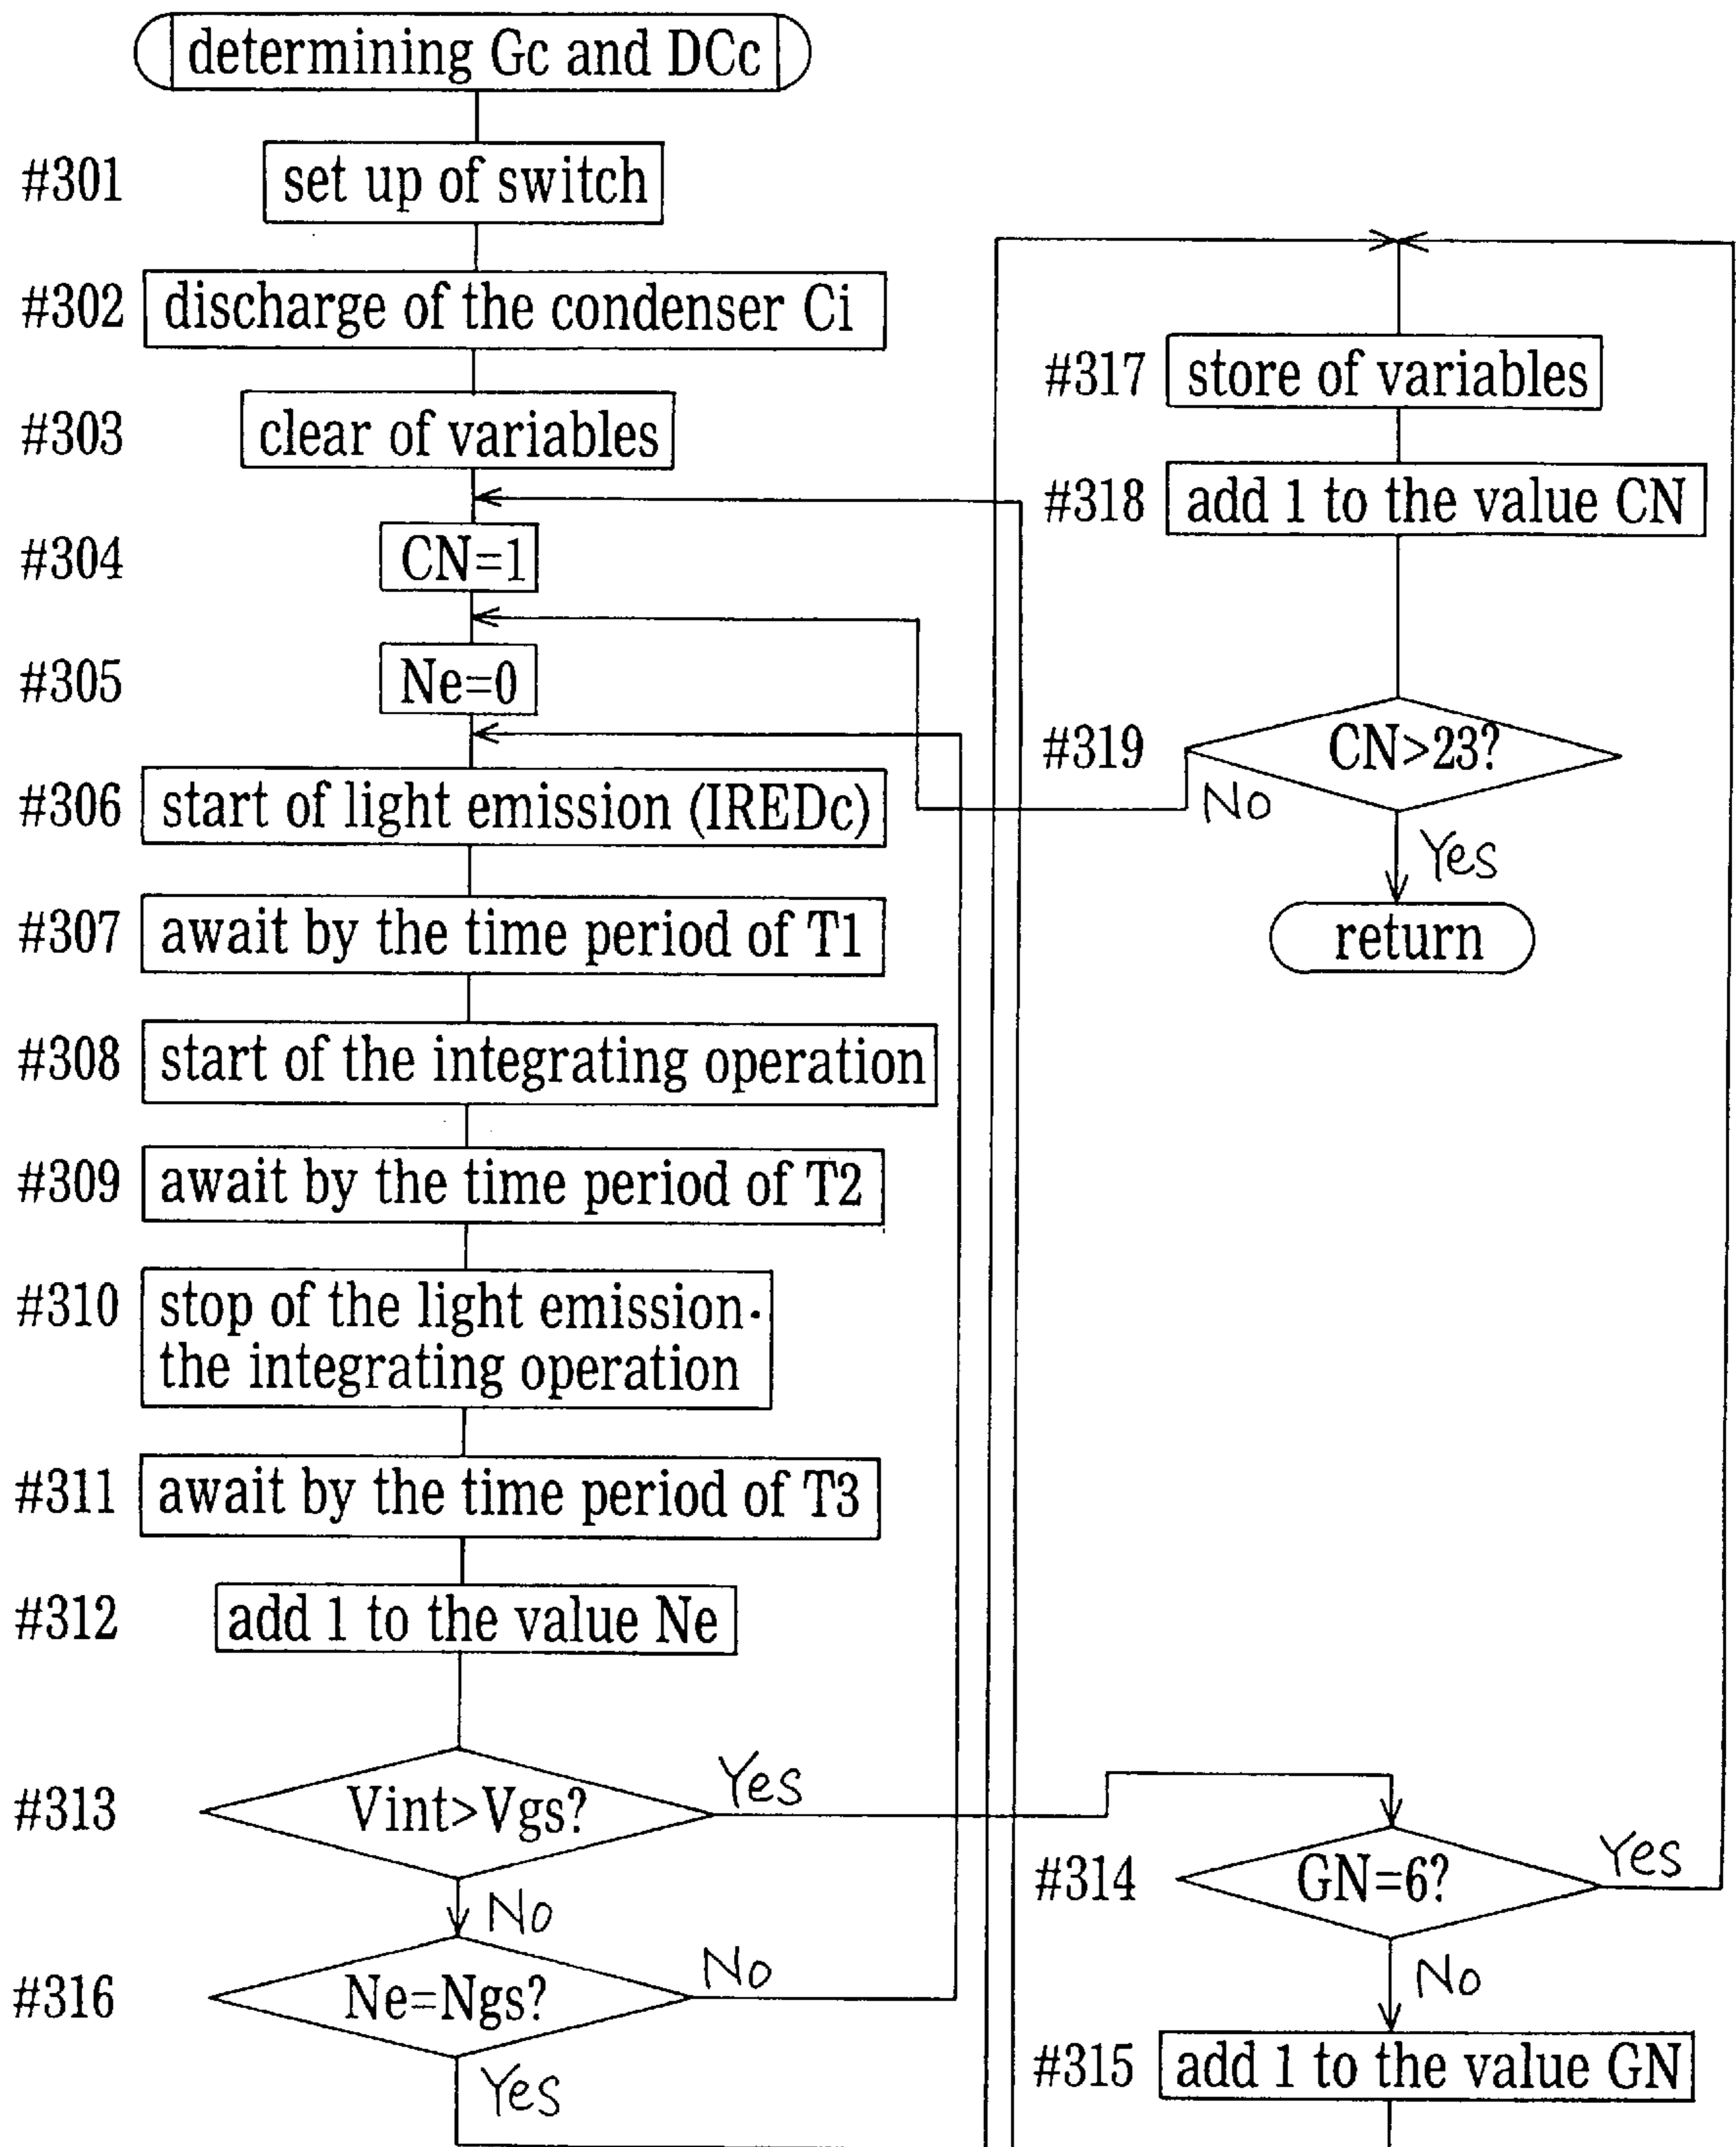 determining Gc and DCc
#301 set up of switch
#302 discharge of the condenser Ci
#303 clear of variables
#304 CN=1
#305 Ne=0
#306 start of light emission (IREDc)
#307 await by the time period of T1
#308 start of the integrating operation
#309 await by the time period of T2
#310 stop of the light emission·
the integrating operation
#311 await by the time period of T3
#312 add 1 to the value Ne
#313 Vint>Vgs?
Yes
No
#316 Ne=Ngs?
No
Yes
#314 GN=6?
Yes
No
#315 add 1 to the value GN
#317 store of variables
#318 add 1 to the value CN
#319 CN>23?
No
Yes
return